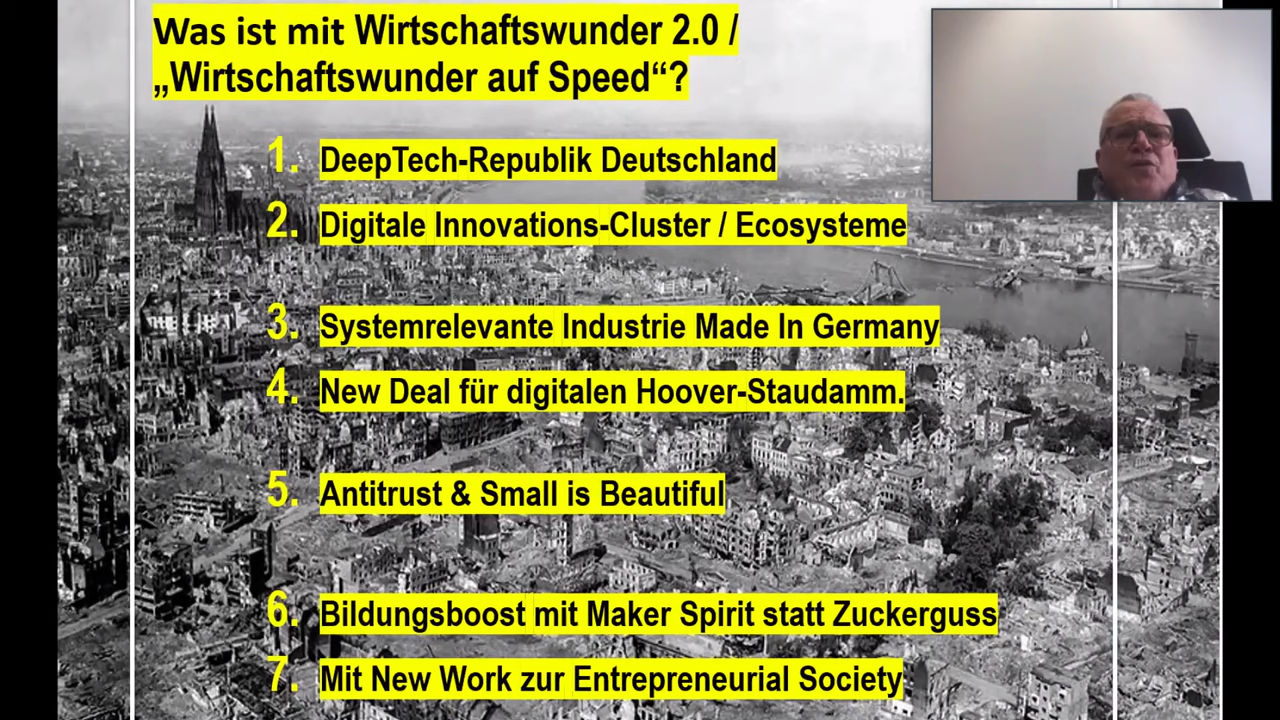 Was ist mit Wirtschaftswunder 2.0 /
„Wirtschaftswunder auf Speed“?
1. DeepTech-Republik Deutschland
2. Digitale Innovations-Cluster / Ecosysteme
3. Systemrelevante Industrie Made In Germany
4. New Deal für digitalen Hoover-Staudamm.
5. Antitrust & Small is Beautiful
6. Bildungsboost mit Maker Spirit statt Zuckerguss
7. Mit New Work zur Entrepreneurial Society